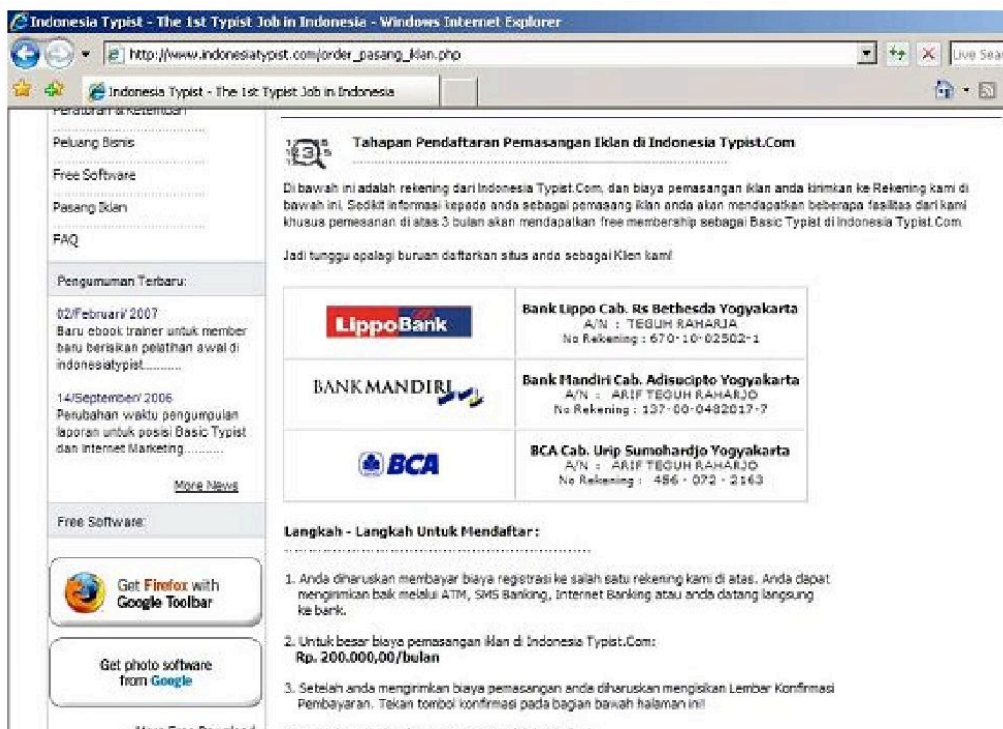 Indonesia Typist - The 1st Typist Job in Indonesia - Windows Internet Explorer
http://www.indonesiatypist.com/order_pasang_iklan.php
Live Sear
Indonesia Typist - The 1st Typist Job in Indonesia
Peraturan & Ketentuan
Peluang Bisnis
Free Software
Pasang Iklan
FAQ
Pengumuman Terbaru:
02/Februari/ 2007
Baru ebook trainer untuk member
baru berisikan pelatihan awal di
indonesiatypist..........
14/September/ 2006
Perubahan waktu pengumpulan
laporan untuk posisi Basic Typist
dan Internet Marketing..........
More News
Free Software:
Get Firefox with
Google Toolbar
Get photo software
from Google
More Free Download
Tahapan Pendaftaran Pemasangan Iklan di Indonesia Typist.Com
Di bawah ini adalah rekening dari Indonesia Typist.Com, dan biaya pemasangan iklan anda kirimkan ke Rekening kami di
bawah ini, Sedikit informasi kepada anda sebagai pemasang iklan anda akan mendapatkan beberapa fasilitas dari kami
khusus pemesanan di atas 3 bulan akan mendapatkan free membership sebagai Basic Typist di Indonesia Typist.Com
Jadi tunggu apalagi buruan daftarkan situs anda sebagai Klien kami!
LippoBank
Bank Lippo Cab. Rs Bethesda Yogyakarta
A/N : TEGUH RAHARJA
No Rekening : 670-10-02502-1
BANK MANDIRI
Bank Mandiri Cab. Adisucipto Yogyakarta
A/N : ARIF TEGUH RAHARJO
No Rekening : 137-00-0482017-7
BCA
BCA Cab. Urip Sumohardjo Yogyakarta
A/N : ARIF TEGUH RAHARJO
No Rekening : 456 - 072 - 2163
Langkah - Langkah Untuk Mendaftar :
1. Anda diharuskan membayar biaya registrasi ke salah satu rekening kami di atas. Anda dapat
mengirimkan baik melalui ATM, SMS Banking, Internet Banking atau anda datang langsung
ke bank.
2. Untuk besar biaya pemasangan iklan di Indonesia Typist.Com:
Rp. 200.000,00/bulan
3. Setelah anda mengirimkan biaya pemasangan anda diharuskan mengisikan Lembar Konfirmasi
Pembayaran. Tekan tombol konfirmasi pada bagian bawah halaman ini!